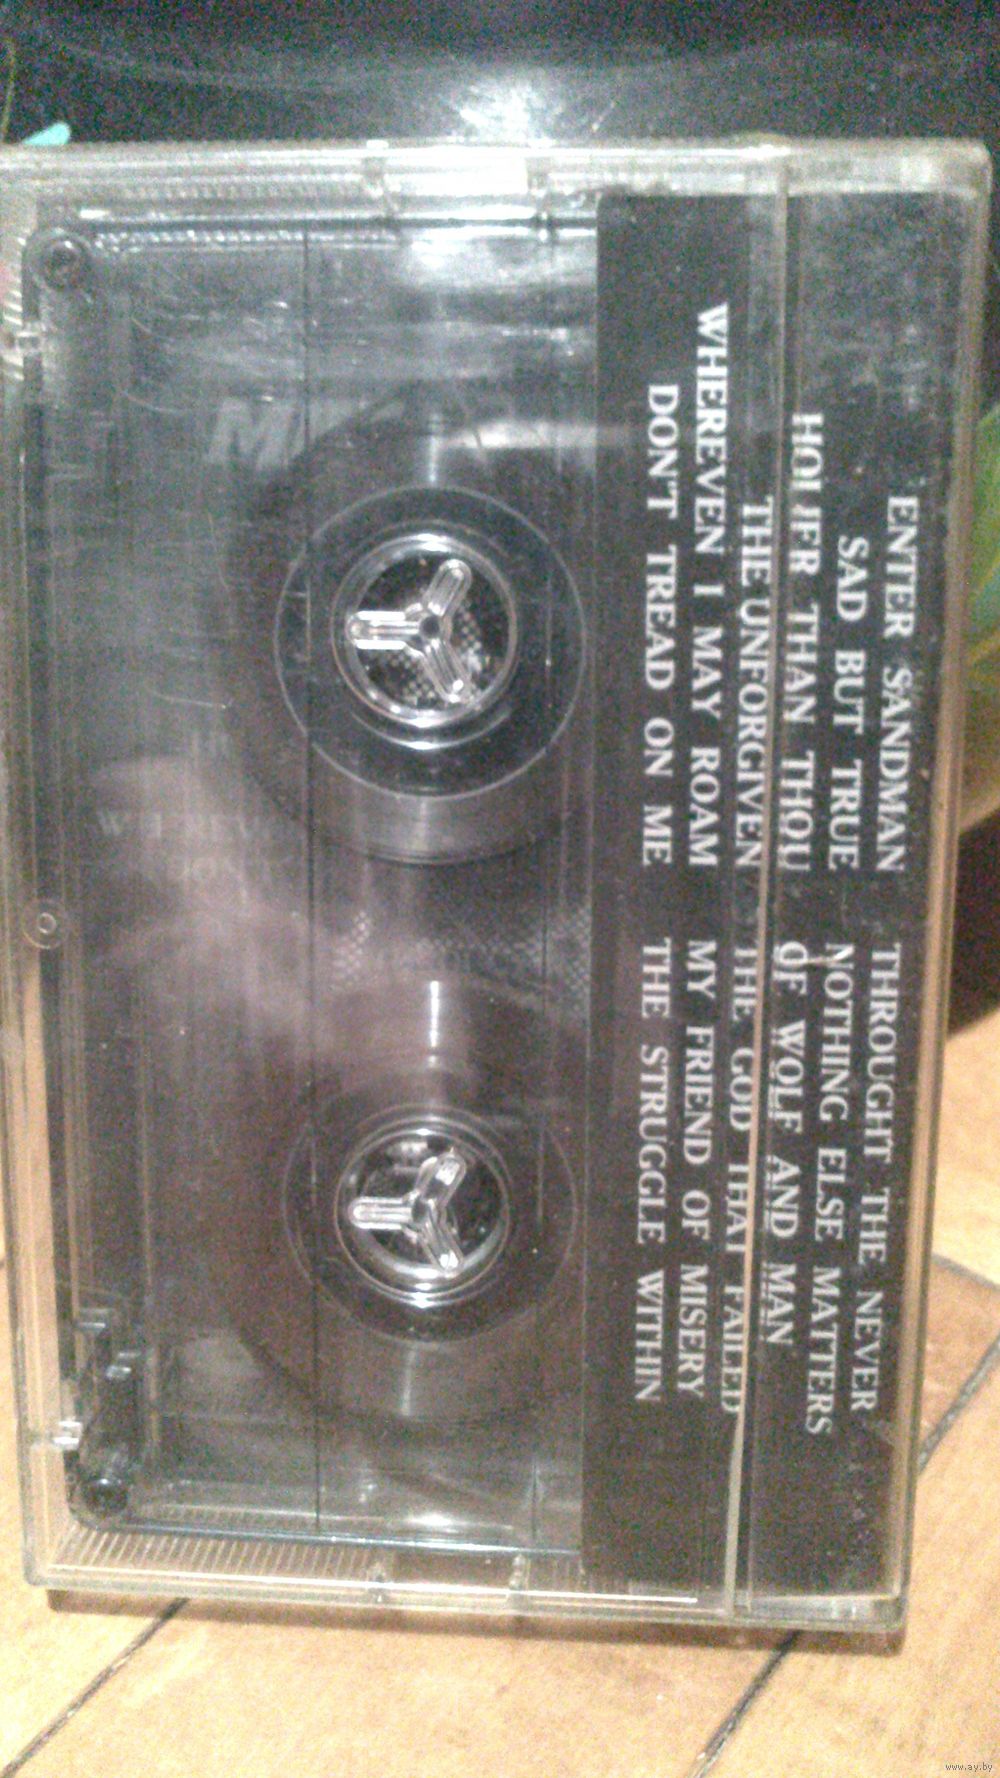 ENTER SANDMAN
SAD BUT TRUE
HOLIER THAN THOU
THE UNFORGIVEN
WHEREVEN I MAY ROAM
DON'T TREAD ON ME
THROUGHT THE NEVER
NOTHING ELSE MATTERS
OF WOLF AND MAN
THE GOD THAT FAILED
MY FRIEND OF MISERY
THE STRUGGLE WITHIN
www.ay.by